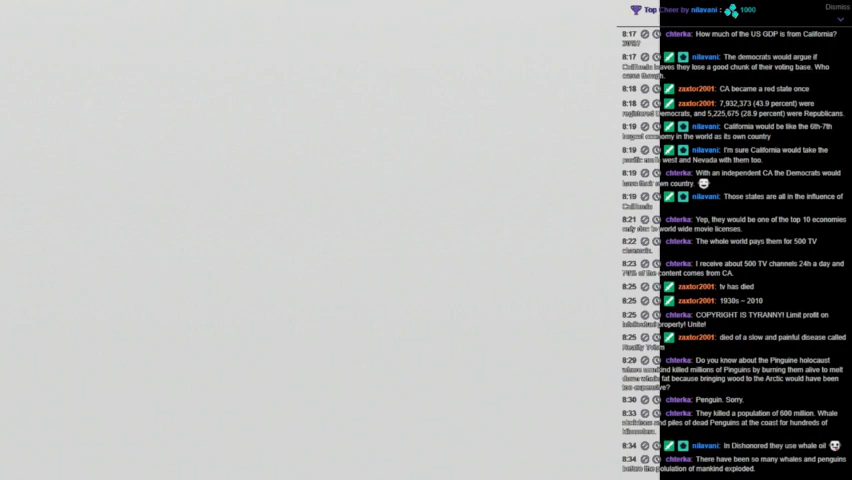 Dismiss
Top Cheer by nilavani : 1000
8:17 chterka: How much of the US GDP is from California?
8:17 nilavani: The democrats would argue if
leaves they lose a good chunk of their voting base. Who
cares though.
8:18 zaxtor2001: CA became a red state once
8:18 zaxtor2001: 7,932,373 (43.9 percent) were
registered Democrats, and 5,225,675 (28.9 percent) were Republicans.
8:19 nilavani: California would be like the 6th-7th
largest economy in the world as its own country
8:19 nilavani: I'm sure California would take the
pacific west and Nevada with them too.
8:19 chterka: With an independent CA the Democrats would
have their own country.
8:19 nilavani: Those states are all in the influence of
8:21 chterka: Yep, they would be one of the top 10 economies
only due to world wide movie licenses.
8:22 chterka: The whole world pays them for 500 TV
channels.
8:23 chterka: I receive about 500 TV channels 24h a day and
of the content comes from CA.
8:25 zaxtor2001: tv has died
8:25 zaxtor2001: 1930s ~ 2010
8:25 chterka: COPYRIGHT IS TYRANNY! Limit profit on
intellectual property! Unite!
8:25 zaxtor2001: died of a slow and painful disease called
Reality
8:29 chterka: Do you know about the Pinguine holocaust
where mankind killed millions of Pinguins by burning them alive to melt
down whale fat because bringing wood to the Arctic would have been
too expensive?
8:30 chterka: Penguin. Sorry.
8:33 chterka: They killed a population of 600 million. Whale
and piles of dead Penguins at the coast for hundreds of
8:34 nilavani: In Dishonored they use whale oil
8:34 chterka: There have been so many whales and penguins
before the polulation of mankind exploded.